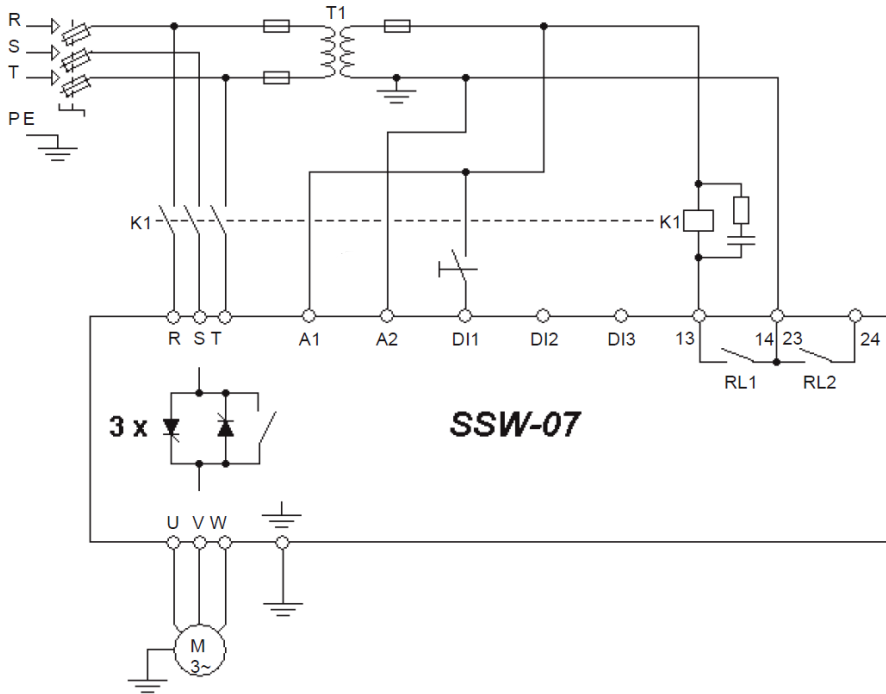 R
T1
S
T
PE
K1
K1
R S T A1 A2 DI1 DI2 DI3 13 14 23 24
RL1 RL2
3 x
SSW-07
U V W
M
3~